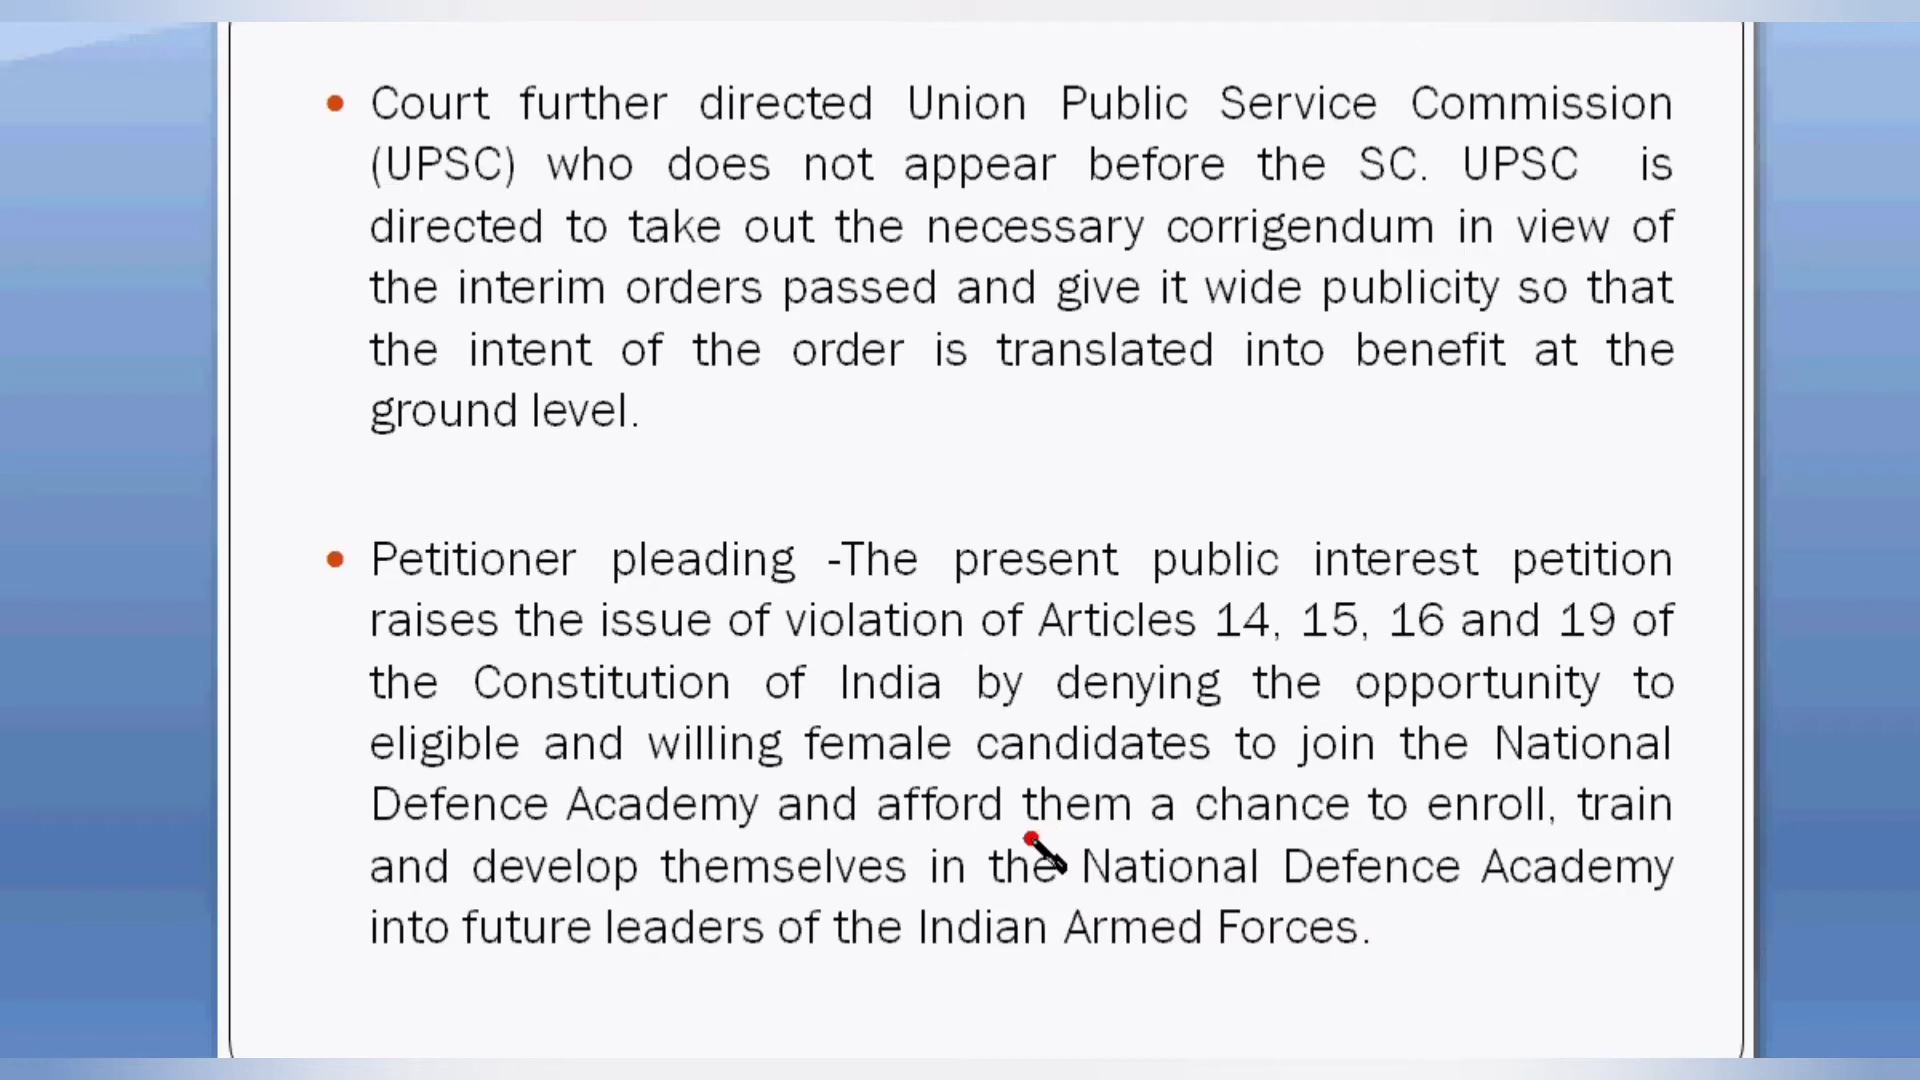 • Court further directed Union Public Service Commission
(UPSC) who does not appear before the SC. UPSC is
directed to take out the necessary corrigendum in view of
the interim orders passed and give it wide publicity so that
the intent of the order is translated into benefit at the
ground level.
• Petitioner pleading -The present public interest petition
raises the issue of violation of Articles 14, 15, 16 and 19 of
the Constitution of India by denying the opportunity to
eligible and willing female candidates to join the National
Defence Academy and afford them a chance to enroll, train
and develop themselves in the National Defence Academy
into future leaders of the Indian Armed Forces.